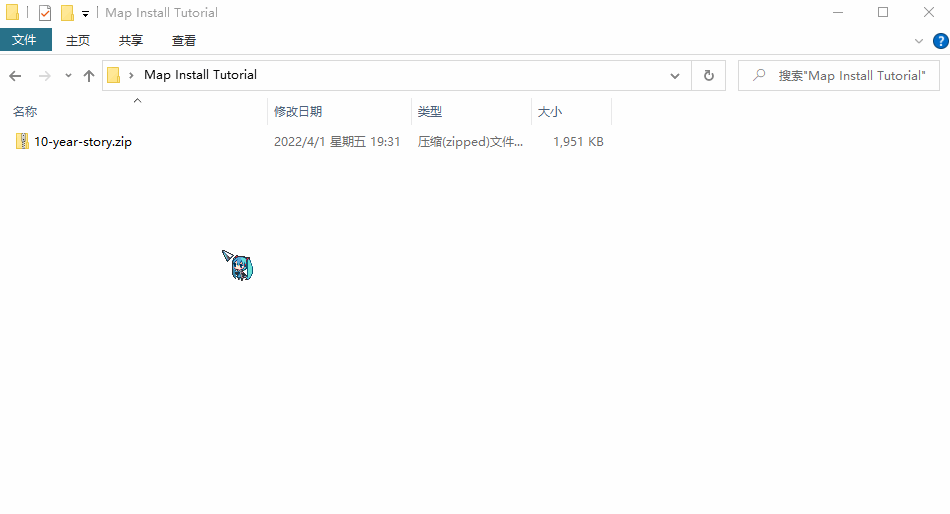 Map Install Tutorial
文件 主页 共享 查看
Map Install Tutorial 搜索"Map Install Tutorial"
名称 修改日期 类型 大小
10-year-story.zip 2022/4/1 星期五 19:31 压缩(zipped)文件... 1,951 KB